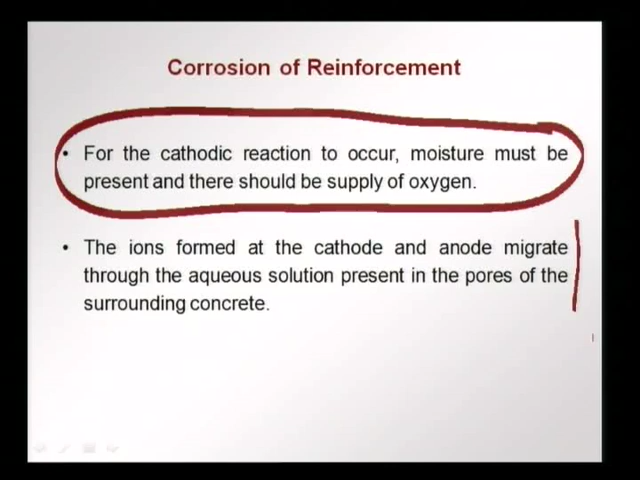 Corrosion of Reinforcement
• For the cathodic reaction to occur, moisture must be
present and there should be supply of oxygen.
• The ions formed at the cathode and anode migrate
through the aqueous solution present in the pores of the
surrounding concrete.